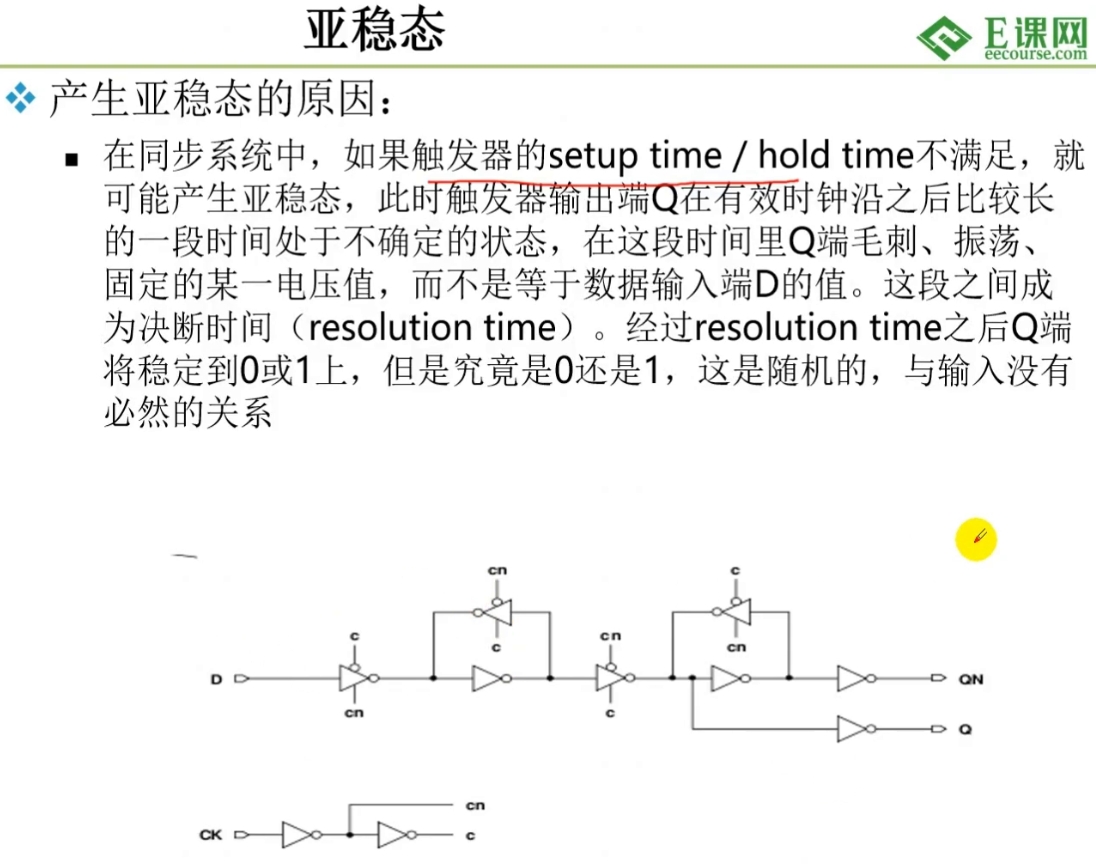 亚稳态
E课网
eecourse.com
产生亚稳态的原因：
在同步系统中，如果触发器的setup time / hold time不满足，就
可能产生亚稳态，此时触发器输出端Q在有效时钟沿之后比较长
的一段时间处于不确定的状态，在这段时间里Q端毛刺、振荡、
固定的某一电压值，而不是等于数据输入端D的值。这段之间成
为决断时间（resolution time）。经过resolution time之后Q端
将稳定到0或1上，但是究竟是0还是1，这是随机的，与输入没有
必然的关系
cn
c
c
cn
c
cn
D
QN
cn
c
Q
CK
cn
c